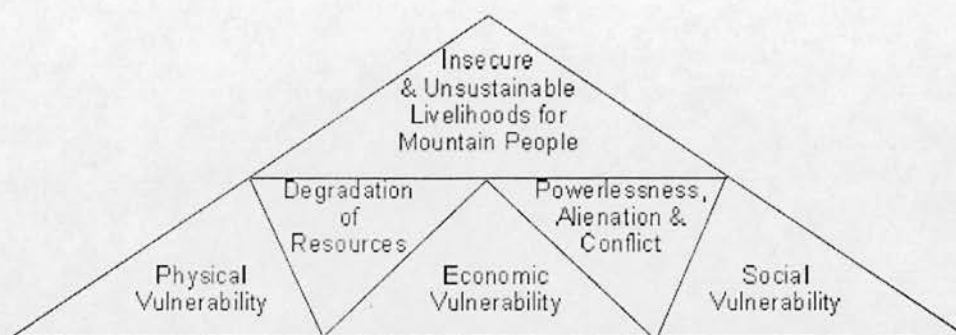 Insecure
& Unsustainable
Livelihoods for
Mountain People
Degradation
of
Resources
Powerlessness,
Alienation &
Conflict
Physical
Vulnerability
Economic
Vulnerability
Social
Vulnerability